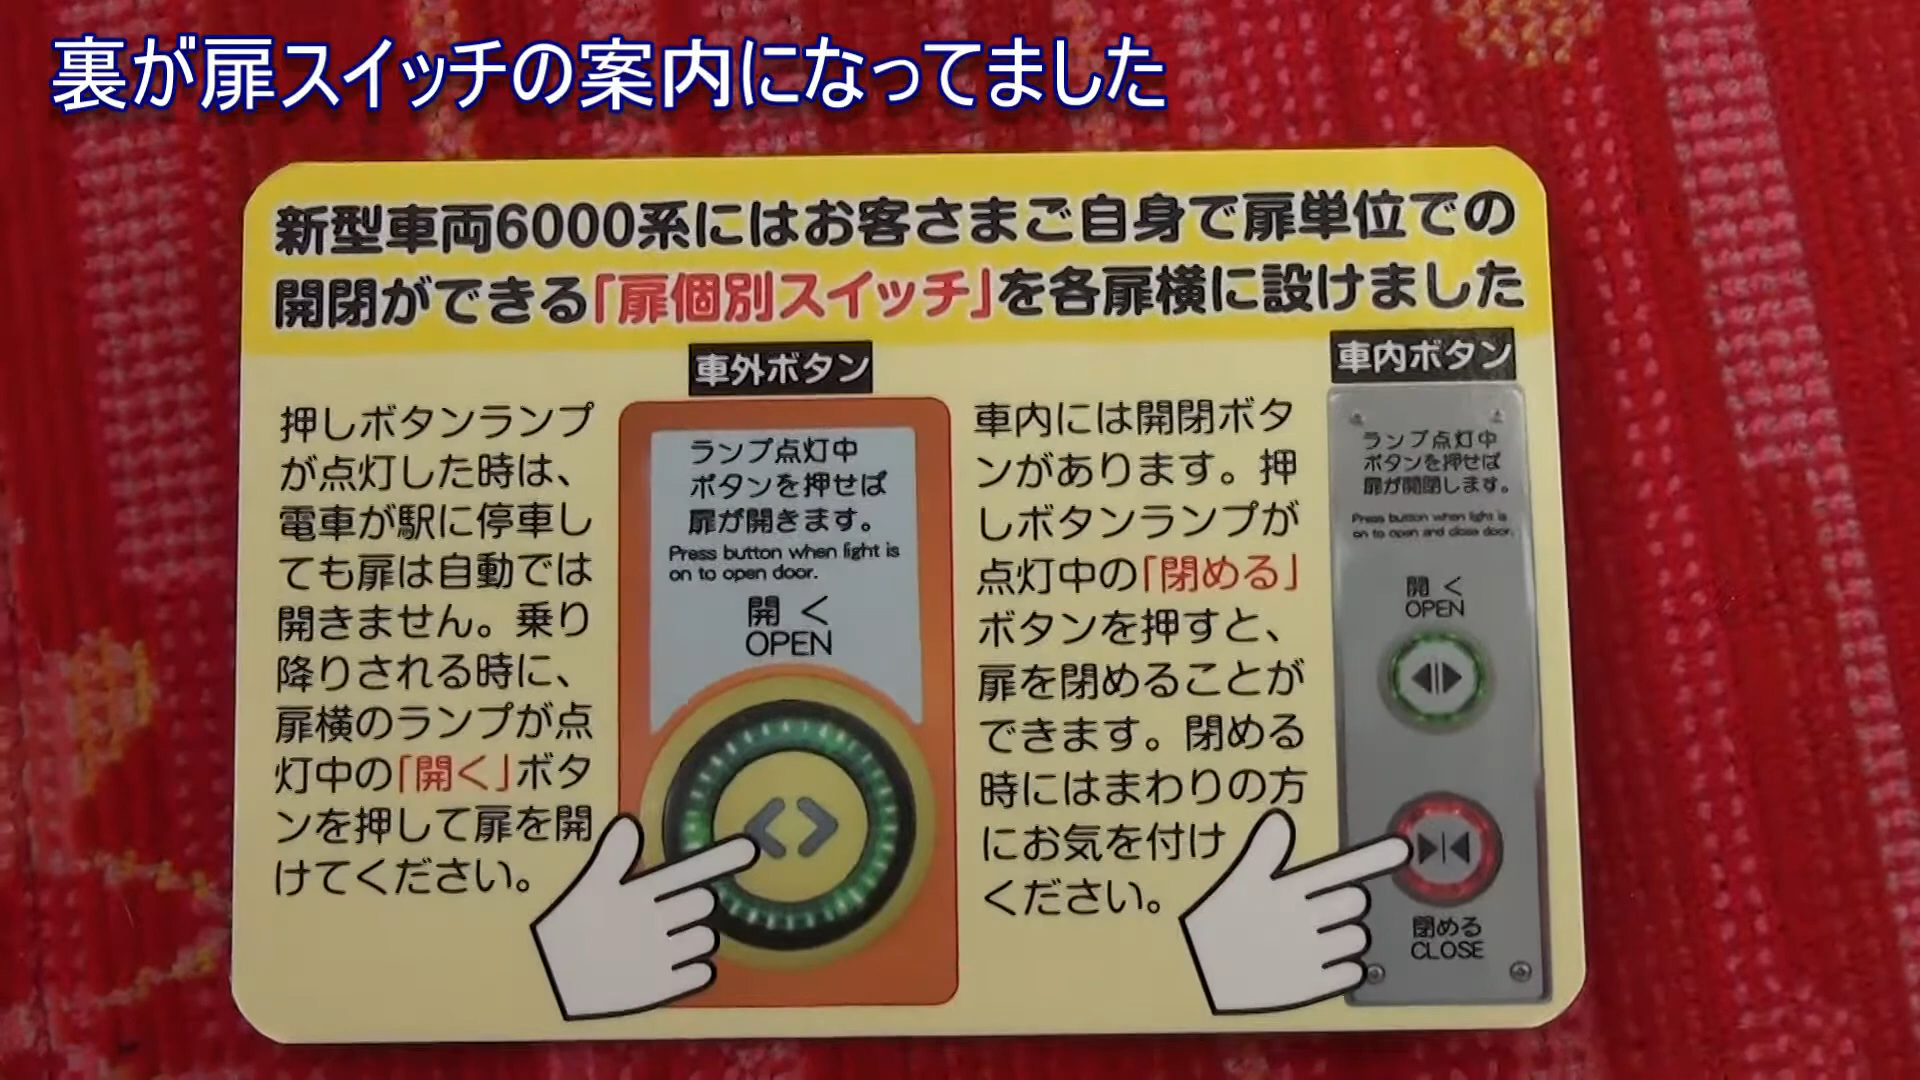 裏が扉スイッチの案内になってました
新型車両6000系にはお客さまご自身で扉単位での
開閉ができる「扉個別スイッチ」を各扉横に設けました
車外ボタン
押しボタンランプ
が点灯した時は、
電車が駅に停車し
ても扉は自動では
開きません。乗り
降りされる時に、
扉横のランプが点
灯中の「開く」ボタ
ンを押して扉を開
けてください。
ランプ点灯中
ボタンを押せば
扉が開きます。
Press button when light is
on to open door.
開く
OPEN
車内ボタン
車内には開閉ボタ
ンがあります。押
しボタンランプが
点灯中の「閉める」
ボタンを押すと、
扉を閉めることが
できます。閉める
時にはまわりの方
にお気を付け
ください。
ランプ点灯中
ボタンを押せば
扉が開閉します。
Press button when light is
on to open and close door.
開く
OPEN
閉める
CLOSE